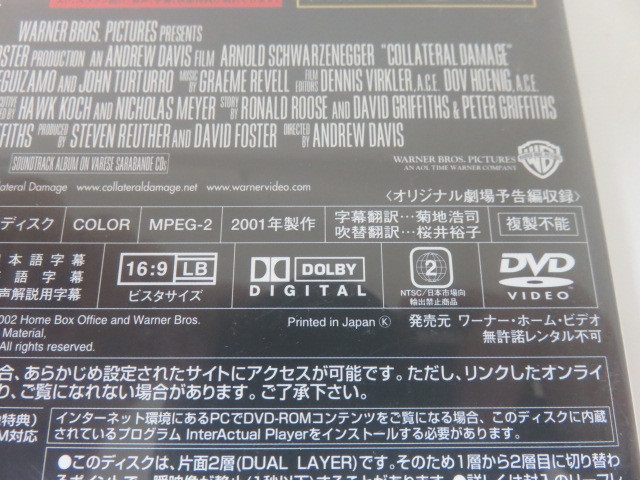 WARNER BROS. PICTURES PRESENTS
OSTER PRODUCTION AN ANDREW DAVIS FILM ARNOLD SCHWARZENEGGER "COLLATERAL DAMAGE"
EGUIZAMO AND JOHN TURTURRO MUSIC BY GRAEME REVELL FILM EDITORS DENNIS VIRKLER, A.C.E. DOV HOENIG, A.C.E.
HAWK KOCH AND NICHOLAS MEYER STORY BY RONALD ROOSE AND DAVID GRIFFITHS & PETER GRIFFITHS
FFITHS PRODUCED BY STEVEN REUTHER AND DAVID FOSTER DIRECTED BY ANDREW DAVIS
SOUNDTRACK ALBUM ON VARESE SARABANDE CDs
WARNER BROS. PICTURES
AN AOL TIME WARNER COMPANY
lateral Damage www.collateraldamage.net www.warnervideo.com
〈オリジナル劇場予告編収録〉
ディスク COLOR MPEG-2 2001年製作 字幕翻訳…菊地浩司 複製不能
吹替翻訳…桜井裕子
本語字幕
語字幕
声解説用字幕
16:9 LB
ビスタサイズ
DOLBY
DIGITAL
2
NTSC/日本市場向
輸出禁止商品
DVD
VIDEO
002 Home Box Office and Warner Bros.
Material,
All rights reserved.
Printed in Japan Ⓚ 発売元 ワーナー・ホーム・ビデオ
無許諾レンタル不可
合、あらかじめ設定されたサイトにアクセスが可能です。ただし、リンクしたオンライ
り、ご覧になれない場合があります。ご了承下さい。
特典)
M対応
インターネット環境にあるPCでDVD-ROMコンテンツをご覧になる場合、このディスクに内蔵
されているプログラム InterActual Playerをインストールする必要があります。
●このディスクは、片面2層(DUAL LAYER)です。そのため1層から2層目に切り替わ